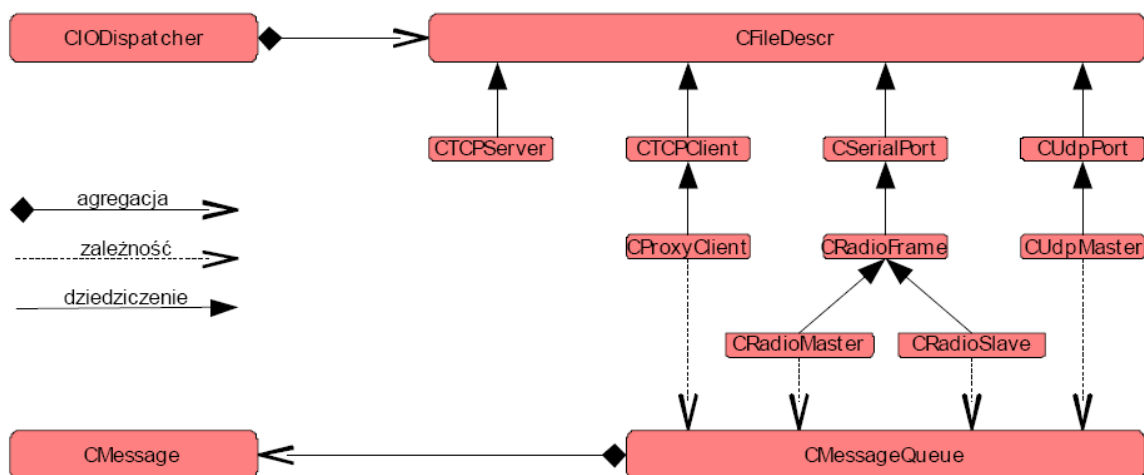 CIODispatcher
CFileDescr
CTCPServer
CTCPClient
CSerialPort
CUdpPort
agregacja
zależność
dziedziczenie
CProxyClient
CRadioFrame
CUdpMaster
CRadioMaster
CRadioSlave
CMessage
CMessageQueue